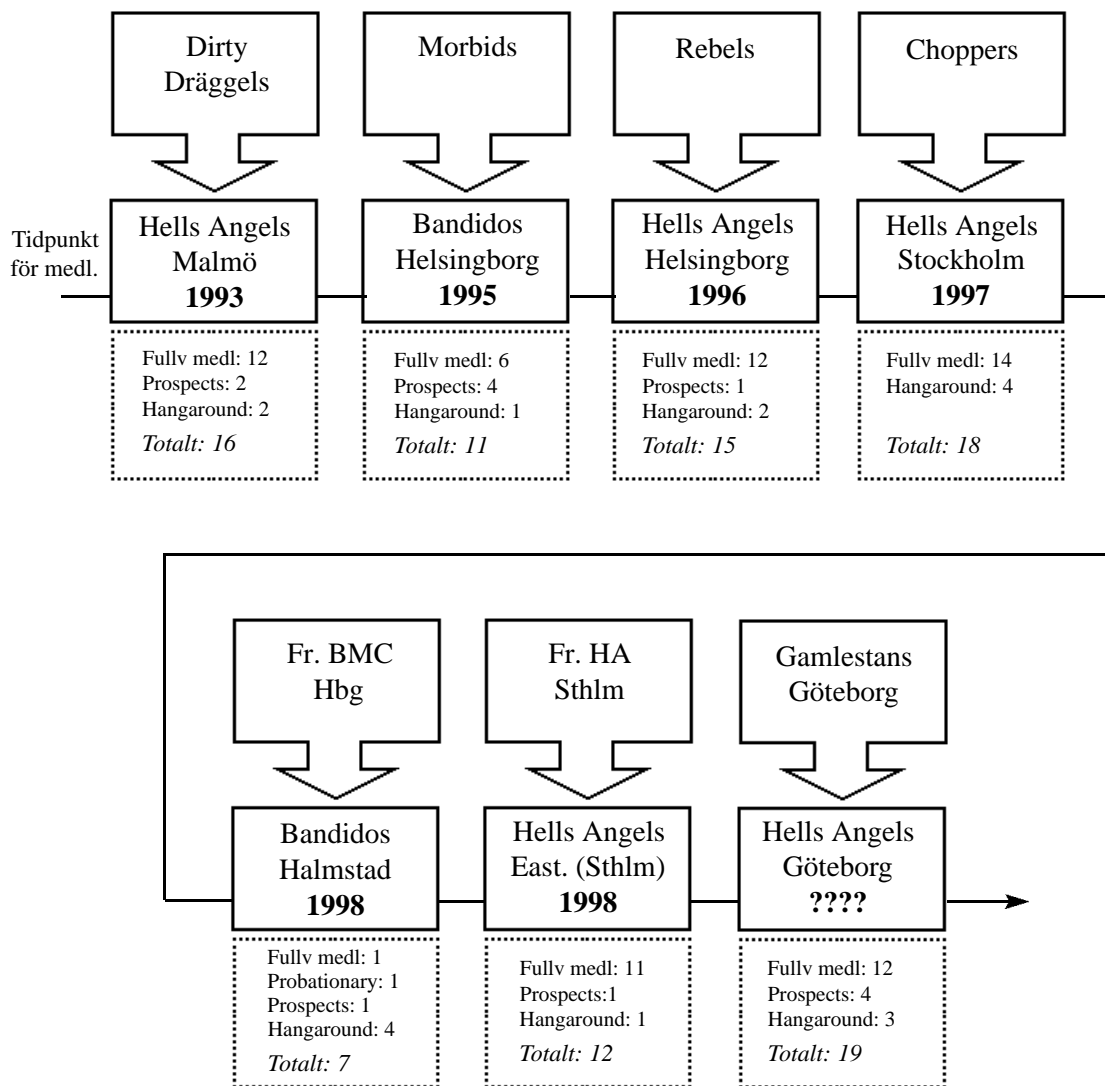 Dirty
Dräggels
Morbids
Rebels
Choppers
Tidpunkt
för medl.
Hells Angels
Malmö
1993
Bandidos
Helsingborg
1995
Hells Angels
Helsingborg
1996
Hells Angels
Stockholm
1997
Fullv medl: 12
Prospects: 2
Hangaround: 2
Totalt: 16
Fullv medl: 6
Prospects: 4
Hangaround: 1
Totalt: 11
Fullv medl: 12
Prospects: 1
Hangaround: 2
Totalt: 15
Fullv medl: 14
Hangaround: 4
Totalt: 18
Fr. BMC
Hbg
Fr. HA
Sthlm
Gamlestans
Göteborg
Bandidos
Halmstad
1998
Hells Angels
East. (Sthlm)
1998
Hells Angels
Göteborg
????
Fullv medl: 1
Probationary: 1
Prospects: 1
Hangaround: 4
Totalt: 7
Fullv medl: 11
Prospects:1
Hangaround: 1
Totalt: 12
Fullv medl: 12
Prospects: 4
Hangaround: 3
Totalt: 19